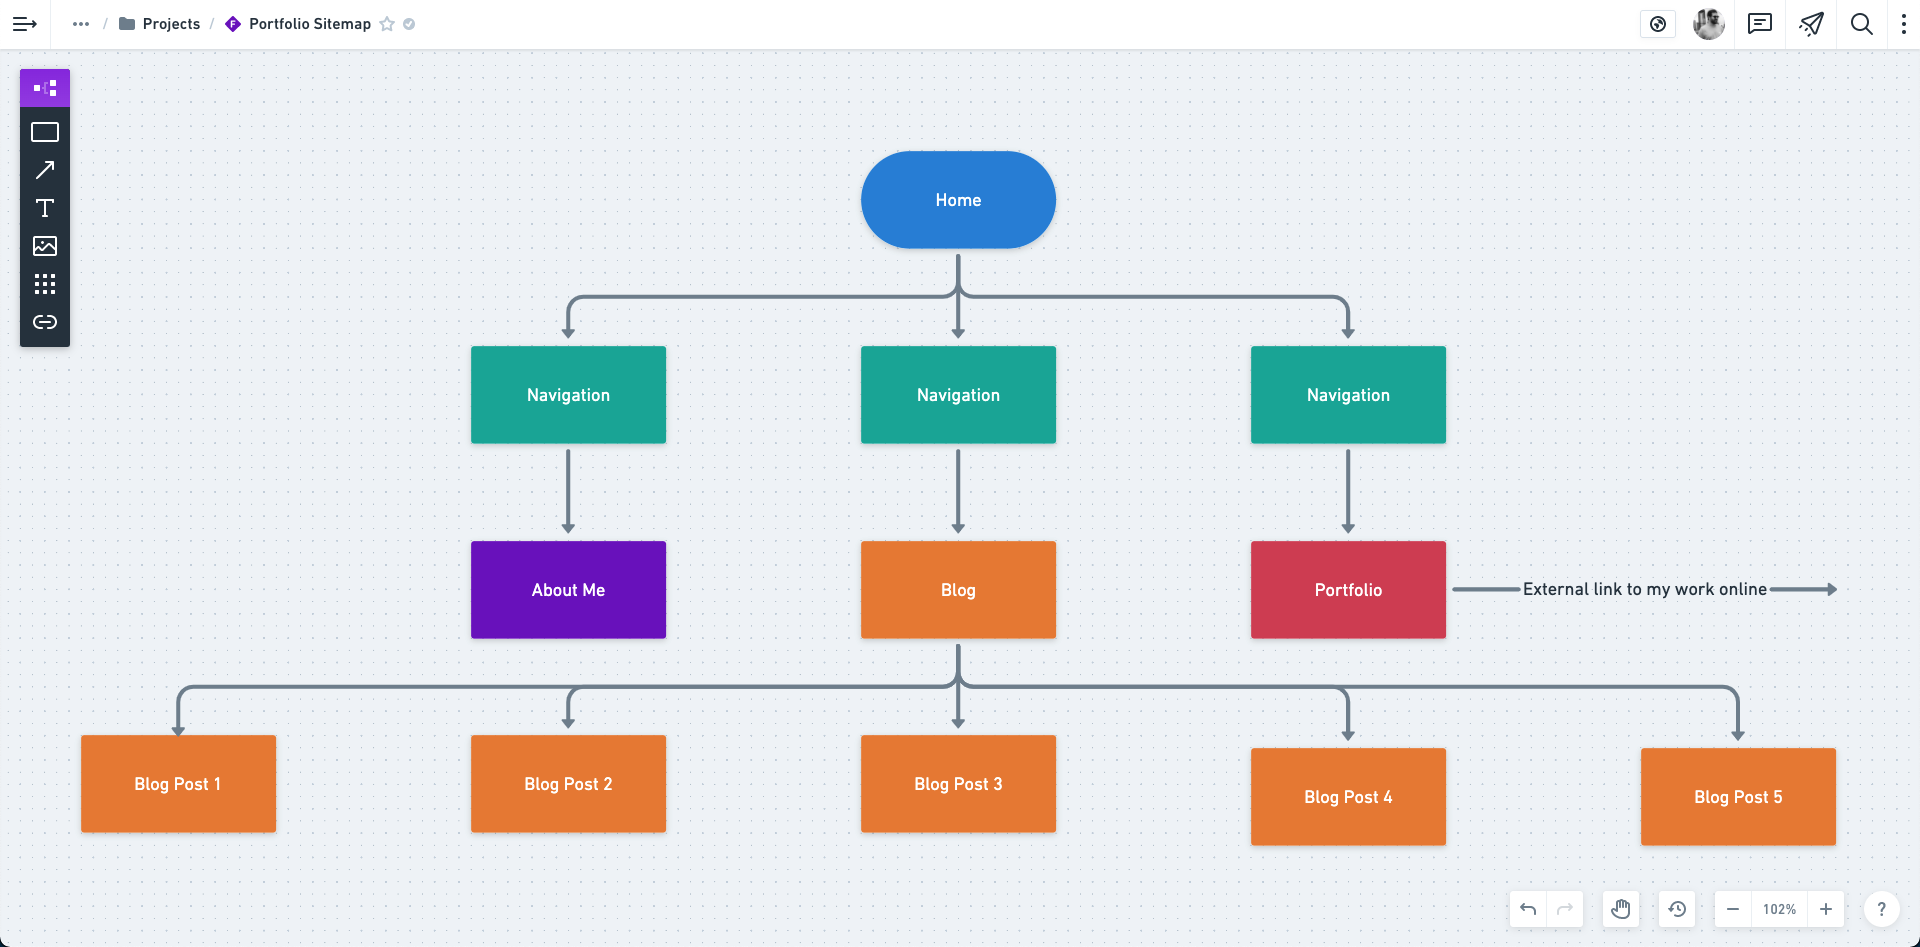 / Projects / F Portfolio Sitemap
T
Home
Navigation Navigation Navigation
About Me Blog Portfolio External link to my work online
Blog Post 1 Blog Post 2 Blog Post 3
Blog Post 4 Blog Post 5
102% ?